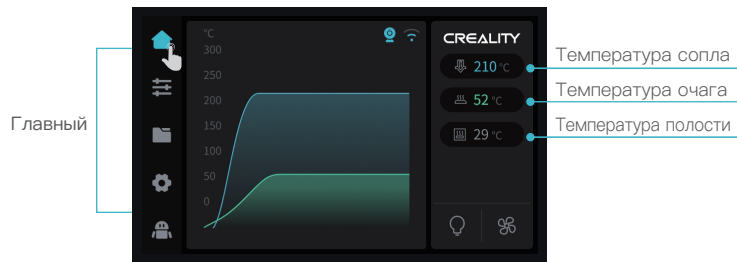 °C
300
250
200
150
100
50
0
CREALITY
210 °C
52 °C
29 °C
Главный
Температура сопла
Температура очага
Температура полости